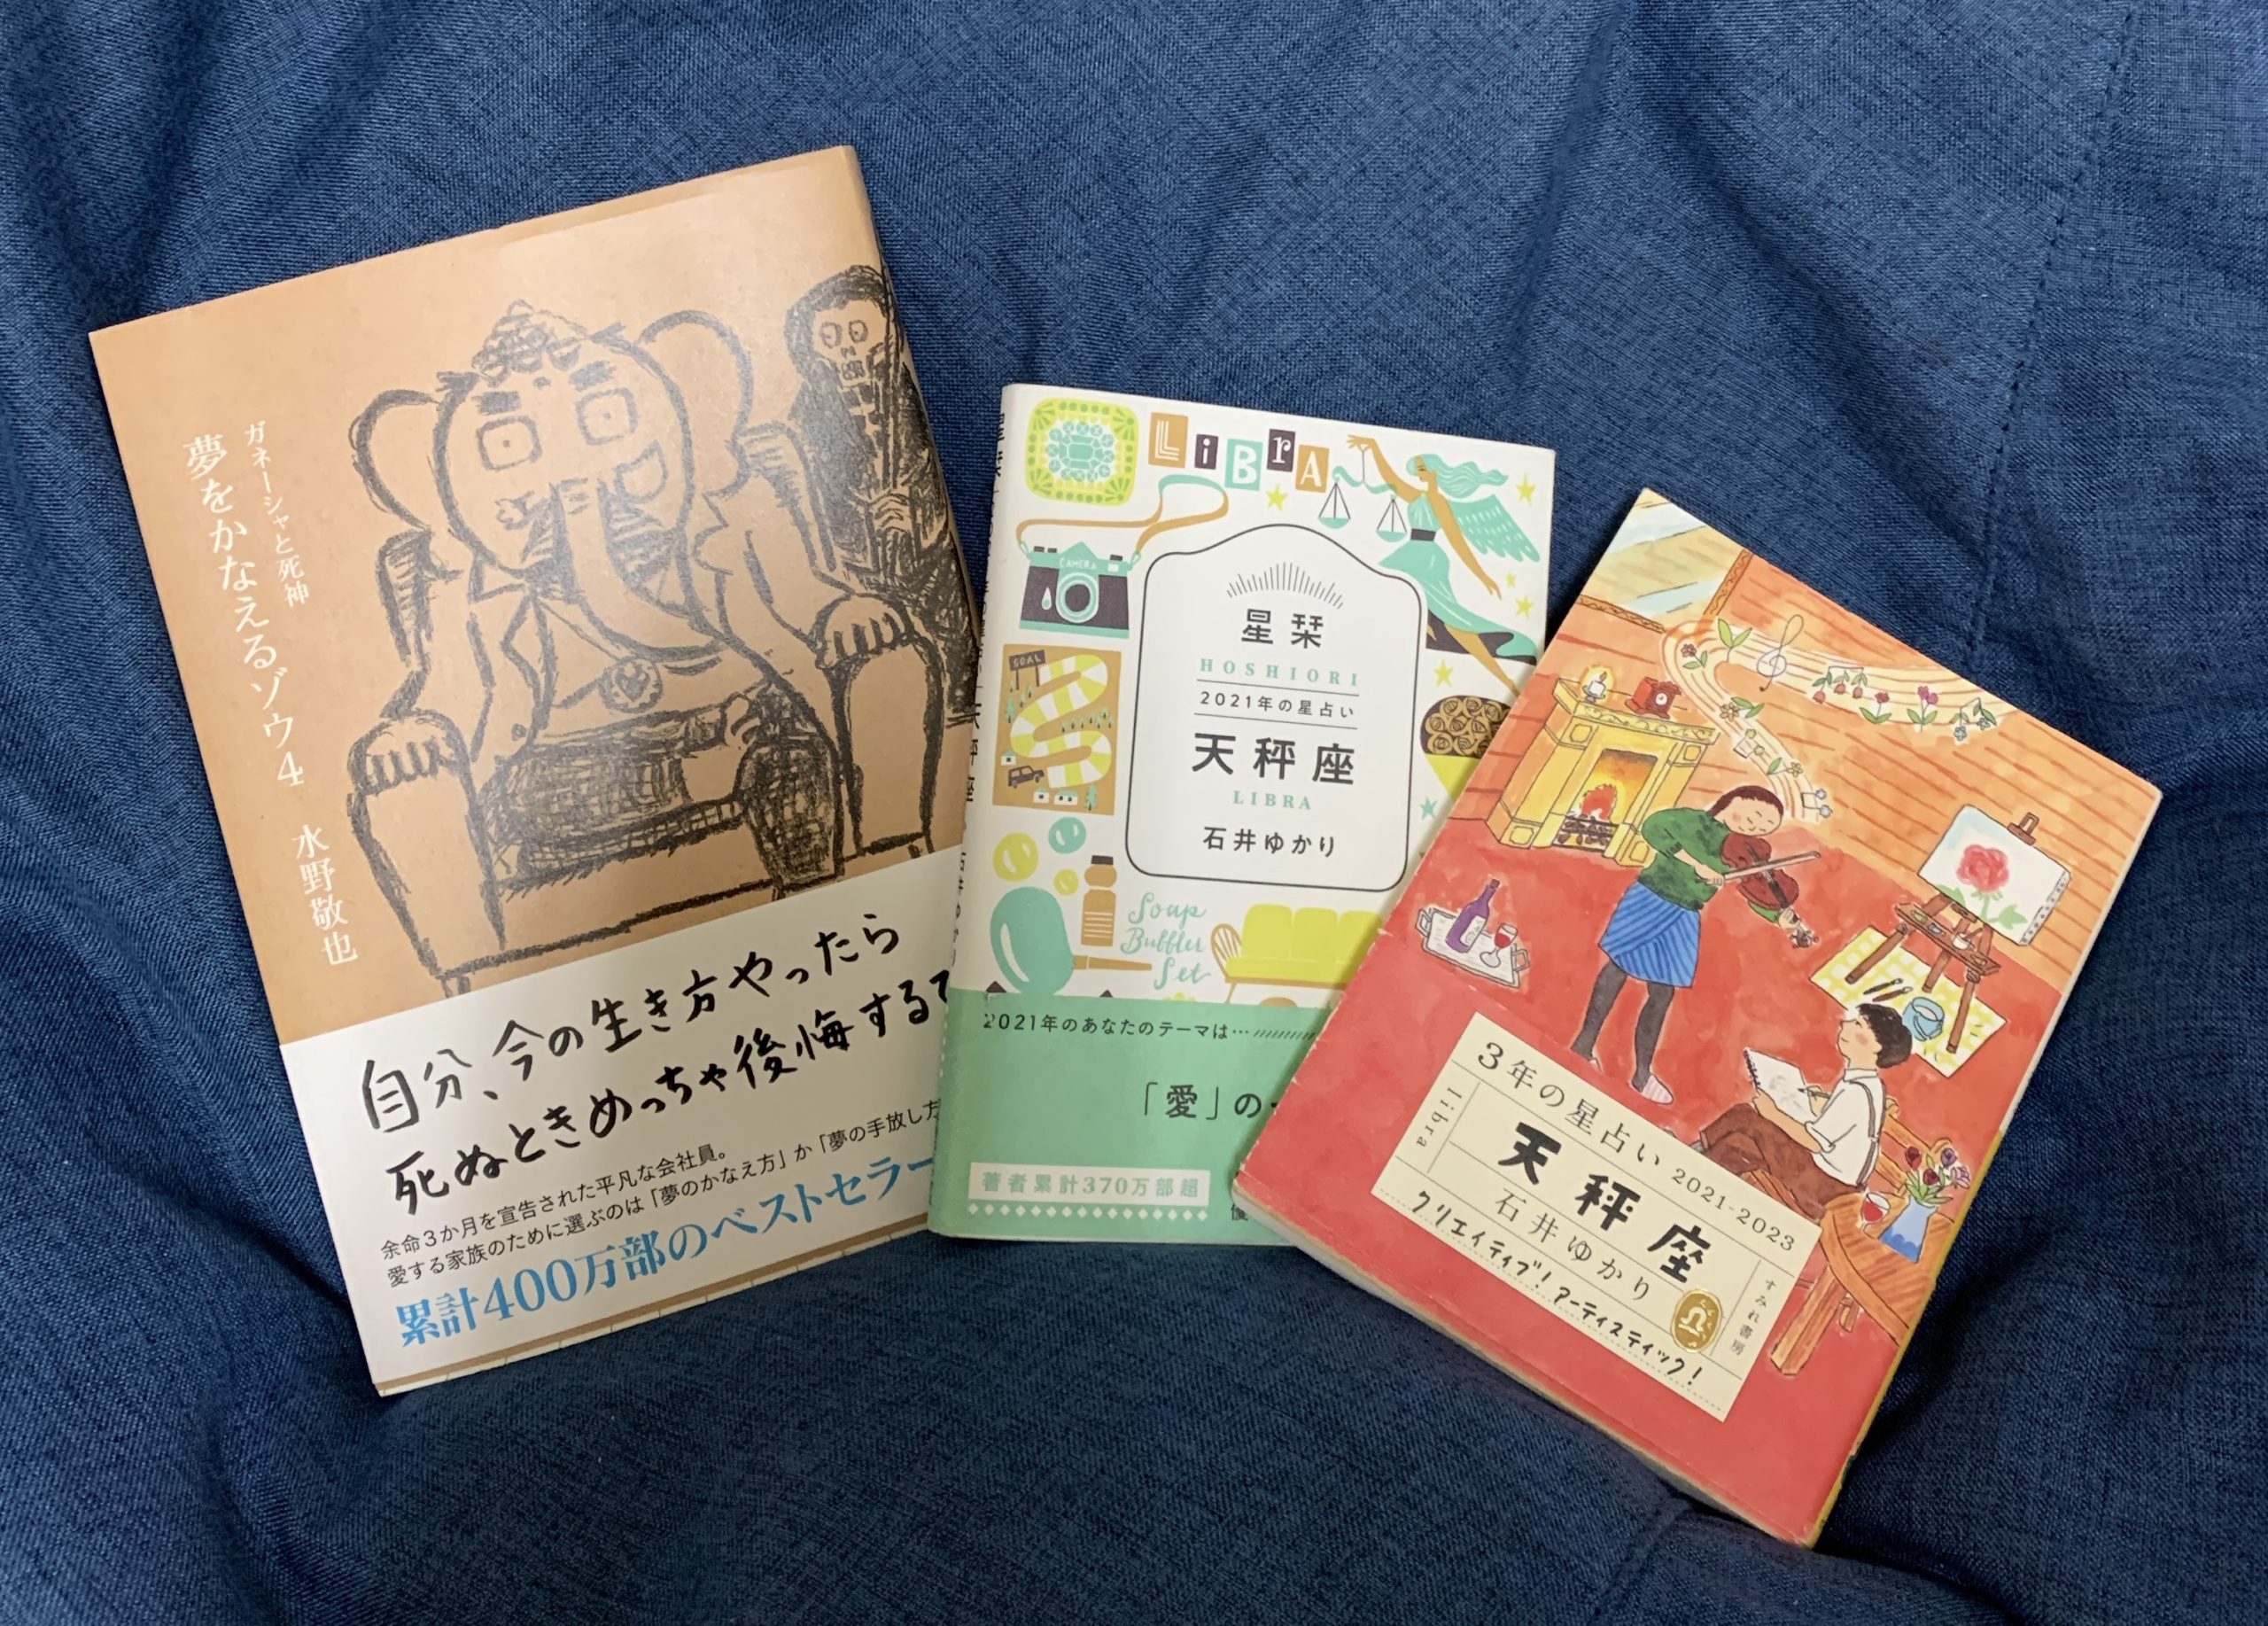 ガネーシャと死神
夢をかなえるゾウ4
水野敬也
自分、今の生き方やったら
死ぬときめっちゃ後悔する
余命3か月を宣告された平凡な会社員。
愛する家族のために選ぶのは「夢のかなえ方」か「夢の手放し方
累計400万部のベストセラー
LiBrA
CAMERA
GOAL
星栞
HOSHIORI
2021年の星占い
天秤座
LIBRA
石井ゆかり
Soap
Bubbles
Set
2021年のあなたのテーマは…
「愛」の
著者累計370万部超
優
3年の星占い 2021-2023
libra
天秤座
石井ゆかり
すみれ書房
クリエイティブ! アーティスティック!